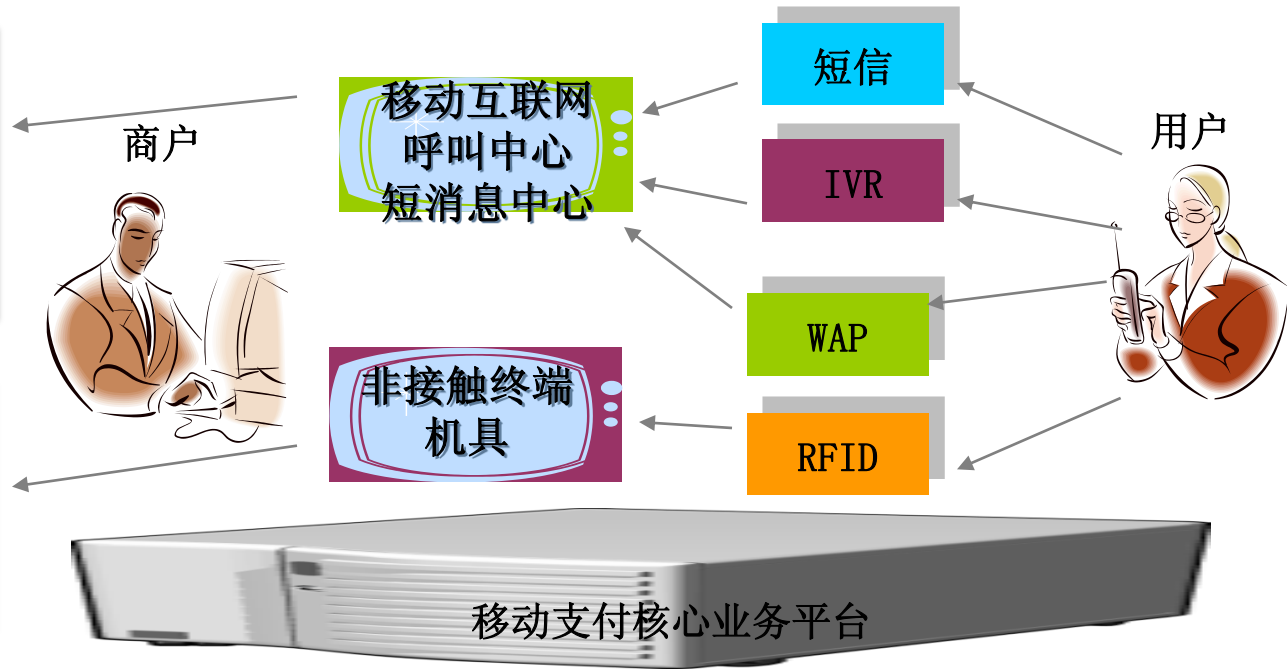 短信
用户
移动互联网
呼叫中心
短消息中心
商户
IVR
WAP
非接触终端
机具
RFID
移动支付核心业务平台